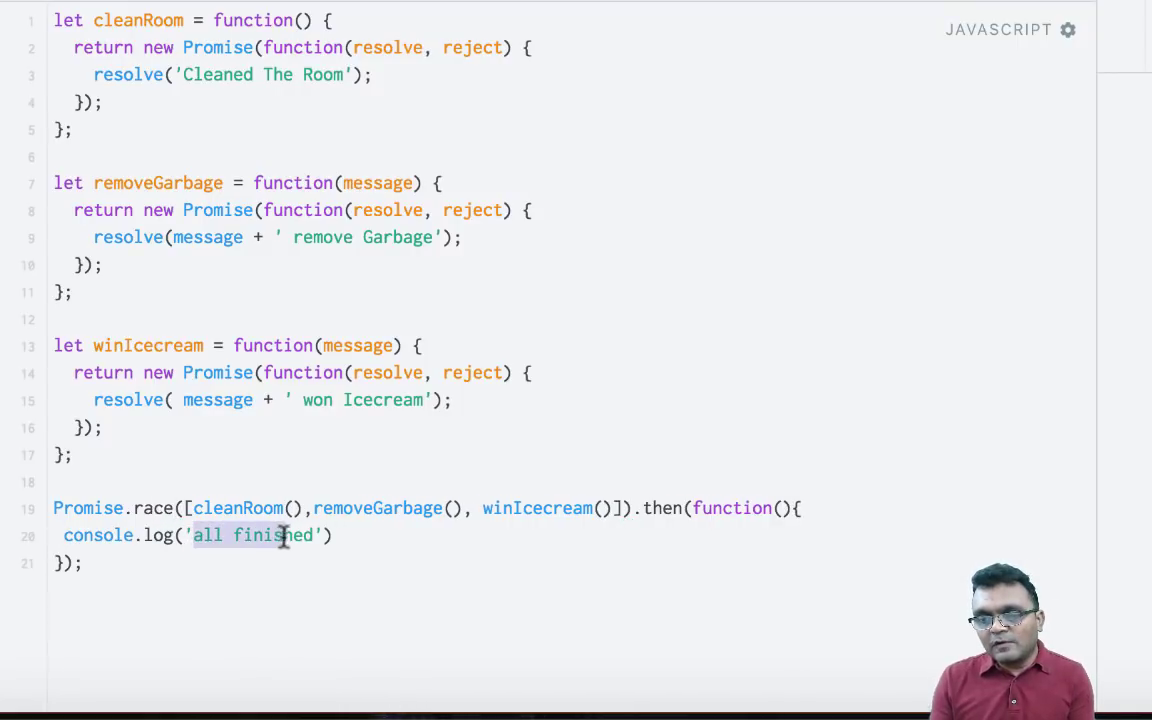 JAVASCRIPT
1 let cleanRoom = function() {
2 return new Promise(function(resolve, reject) {
3 resolve('Cleaned The Room');
4 });
5 };
6
7 let removeGarbage = function(message) {
8 return new Promise(function(resolve, reject) {
9 resolve(message + ' remove Garbage');
10 });
11 };
12
13 let winIcecream = function(message) {
14 return new Promise(function(resolve, reject) {
15 resolve( message + ' won Icecream');
16 });
17 };
18
19 Promise.race([cleanRoom(),removeGarbage(), winIcecream()]).then(function(){
20 console.log('all finished')
21 });